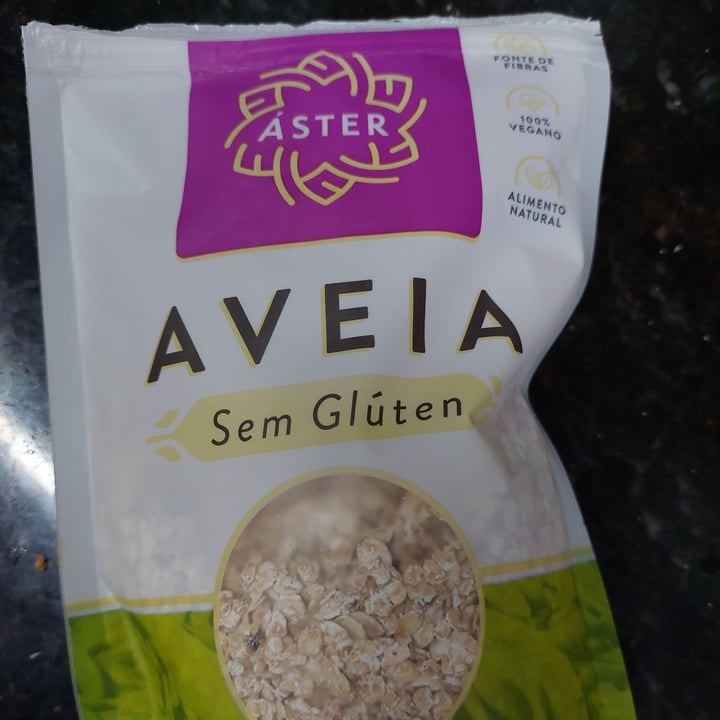 ÁSTER
FONTE DE
FIBRAS
100%
VEGANO
ALIMENTO
NATURAL
AVEIA
Sem Glúten